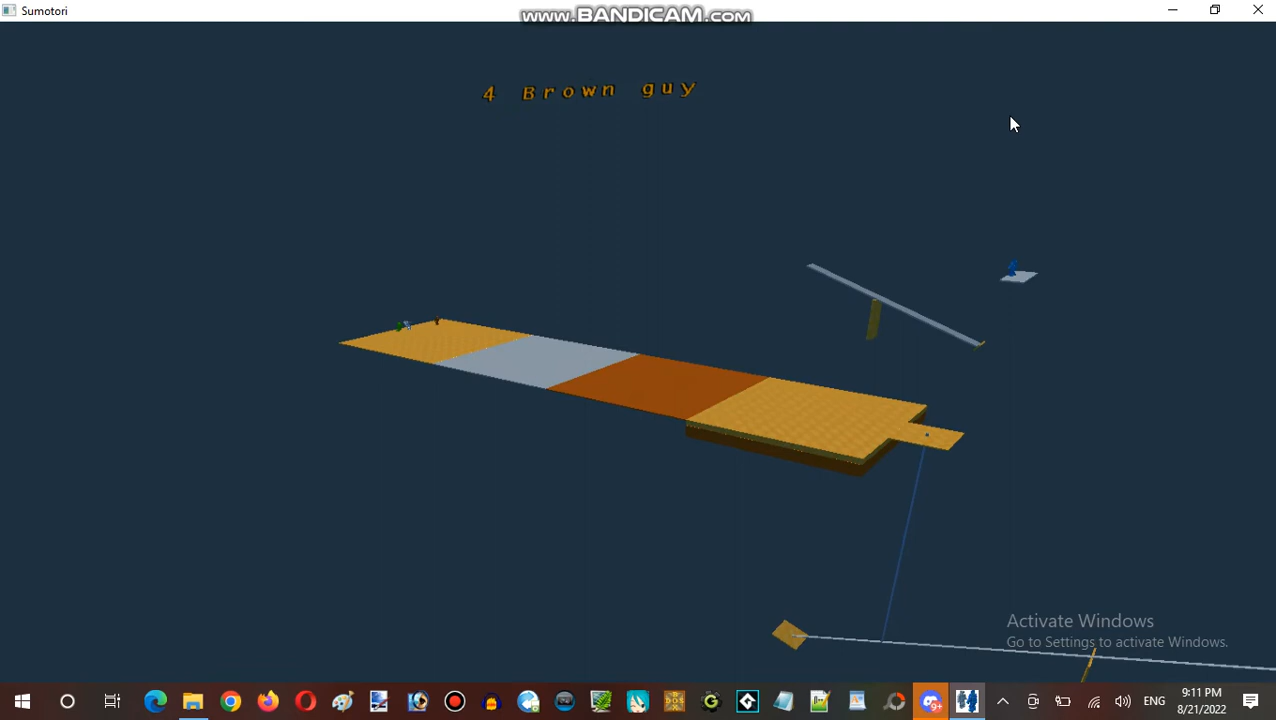 Sumotori
www.BANDICAM.com
4 Brown guy
Activate Windows
Go to Settings to activate Windows.
9+
ENG
9:11 PM
8/21/2022